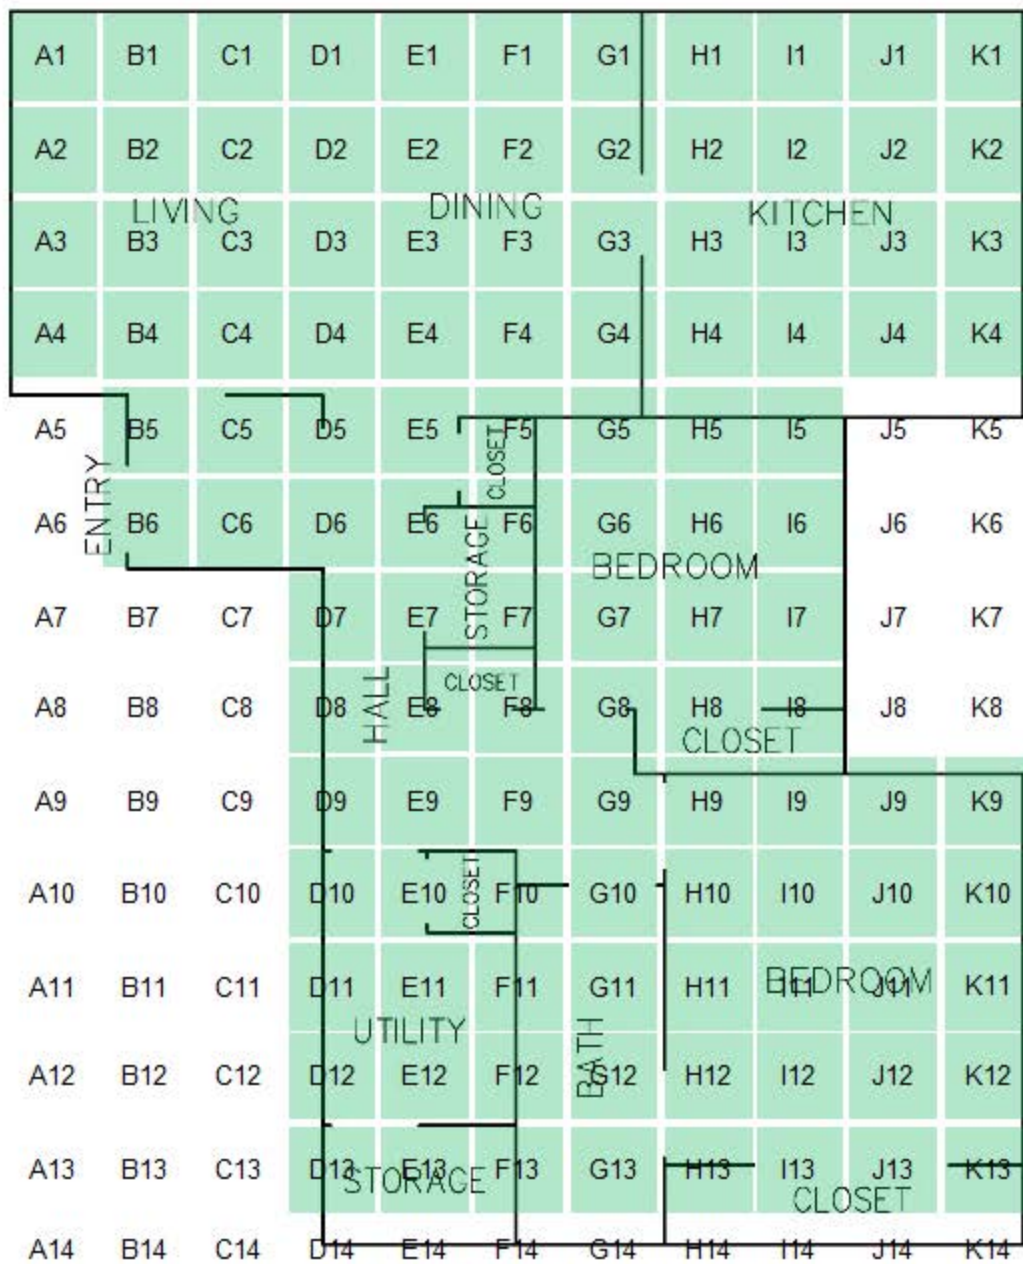 A1 B1 C1 D1 E1 F1 G1 H1 I1 J1 K1
A2 B2 C2 D2 E2 F2 G2 H2 I2 J2 K2
LIVING DINING KITCHEN
A3 B3 C3 D3 E3 F3 G3 H3 I3 J3 K3
A4 B4 C4 D4 E4 F4 G4 H4 I4 J4 K4
A5 B5 C5 D5 E5 F5 G5 H5 I5 J5 K5
CLOSET
ENTRY
A6 B6 C6 D6 E6 F6 G6 H6 I6 J6 K6
STORAGE
BEDROOM
A7 B7 C7 D7 E7 F7 G7 H7 I7 J7 K7
CLOSET
HALL
A8 B8 C8 D8 E8 F8 G8 H8 I8 J8 K8
CLOSET
A9 B9 C9 D9 E9 F9 G9 H9 I9 J9 K9
CLOSET
A10 B10 C10 D10 E10 F10 G10 H10 I10 J10 K10
BEDROOM
A11 B11 C11 D11 E11 F11 G11 H11 I11 J11 K11
UTILITY
BATH
A12 B12 C12 D12 E12 F12 G12 H12 I12 J12 K12
A13 B13 C13 D13 E13 F13 G13 H13 I13 J13 K13
STORAGE
CLOSET
A14 B14 C14 D14 E14 F14 G14 H14 I14 J14 K14